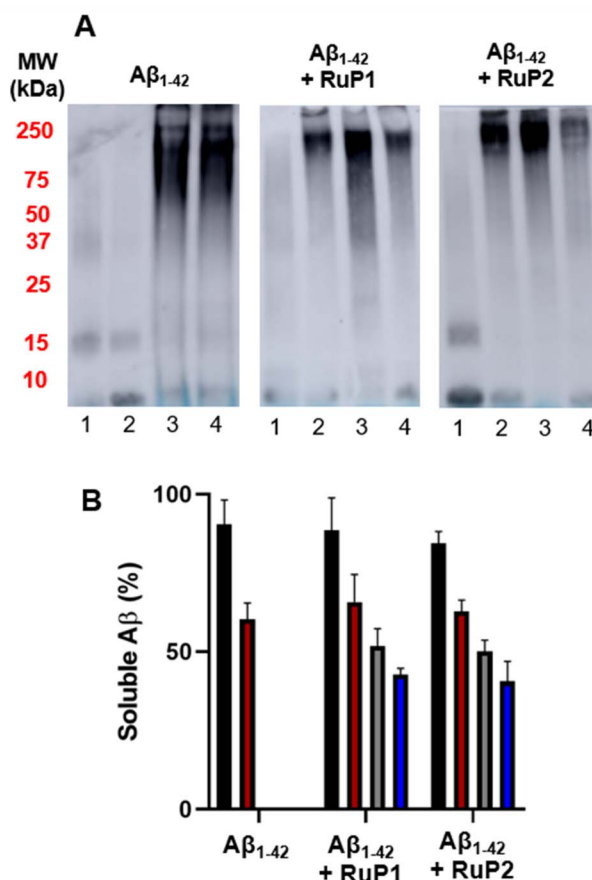 A
MW
(kDa)
Aβ₁₋₄₂
Aβ₁₋₄₂
+ RuP1
Aβ₁₋₄₂
+ RuP2
250
75
50
37
25
15
10
1 2 3 4
1 2 3 4
1 2 3 4
B
Soluble Aβ (%)
100
50
0
Aβ₁₋₄₂
Aβ₁₋₄₂
+ RuP1
Aβ₁₋₄₂
+ RuP2